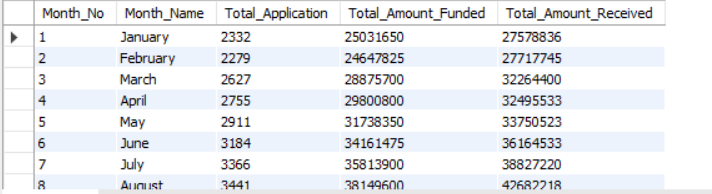 Month_No Month_Name Total_Application Total_Amount_Funded Total_Amount_Received
1 January 2332 25031650 27578836
2 February 2279 24647825 27717745
3 March 2627 28875700 32264400
4 April 2755 29800800 32495533
5 May 2911 31738350 33750523
6 June 3184 34161475 36164533
7 July 3366 35813900 38827220
8 August 3441 38149600 42682218